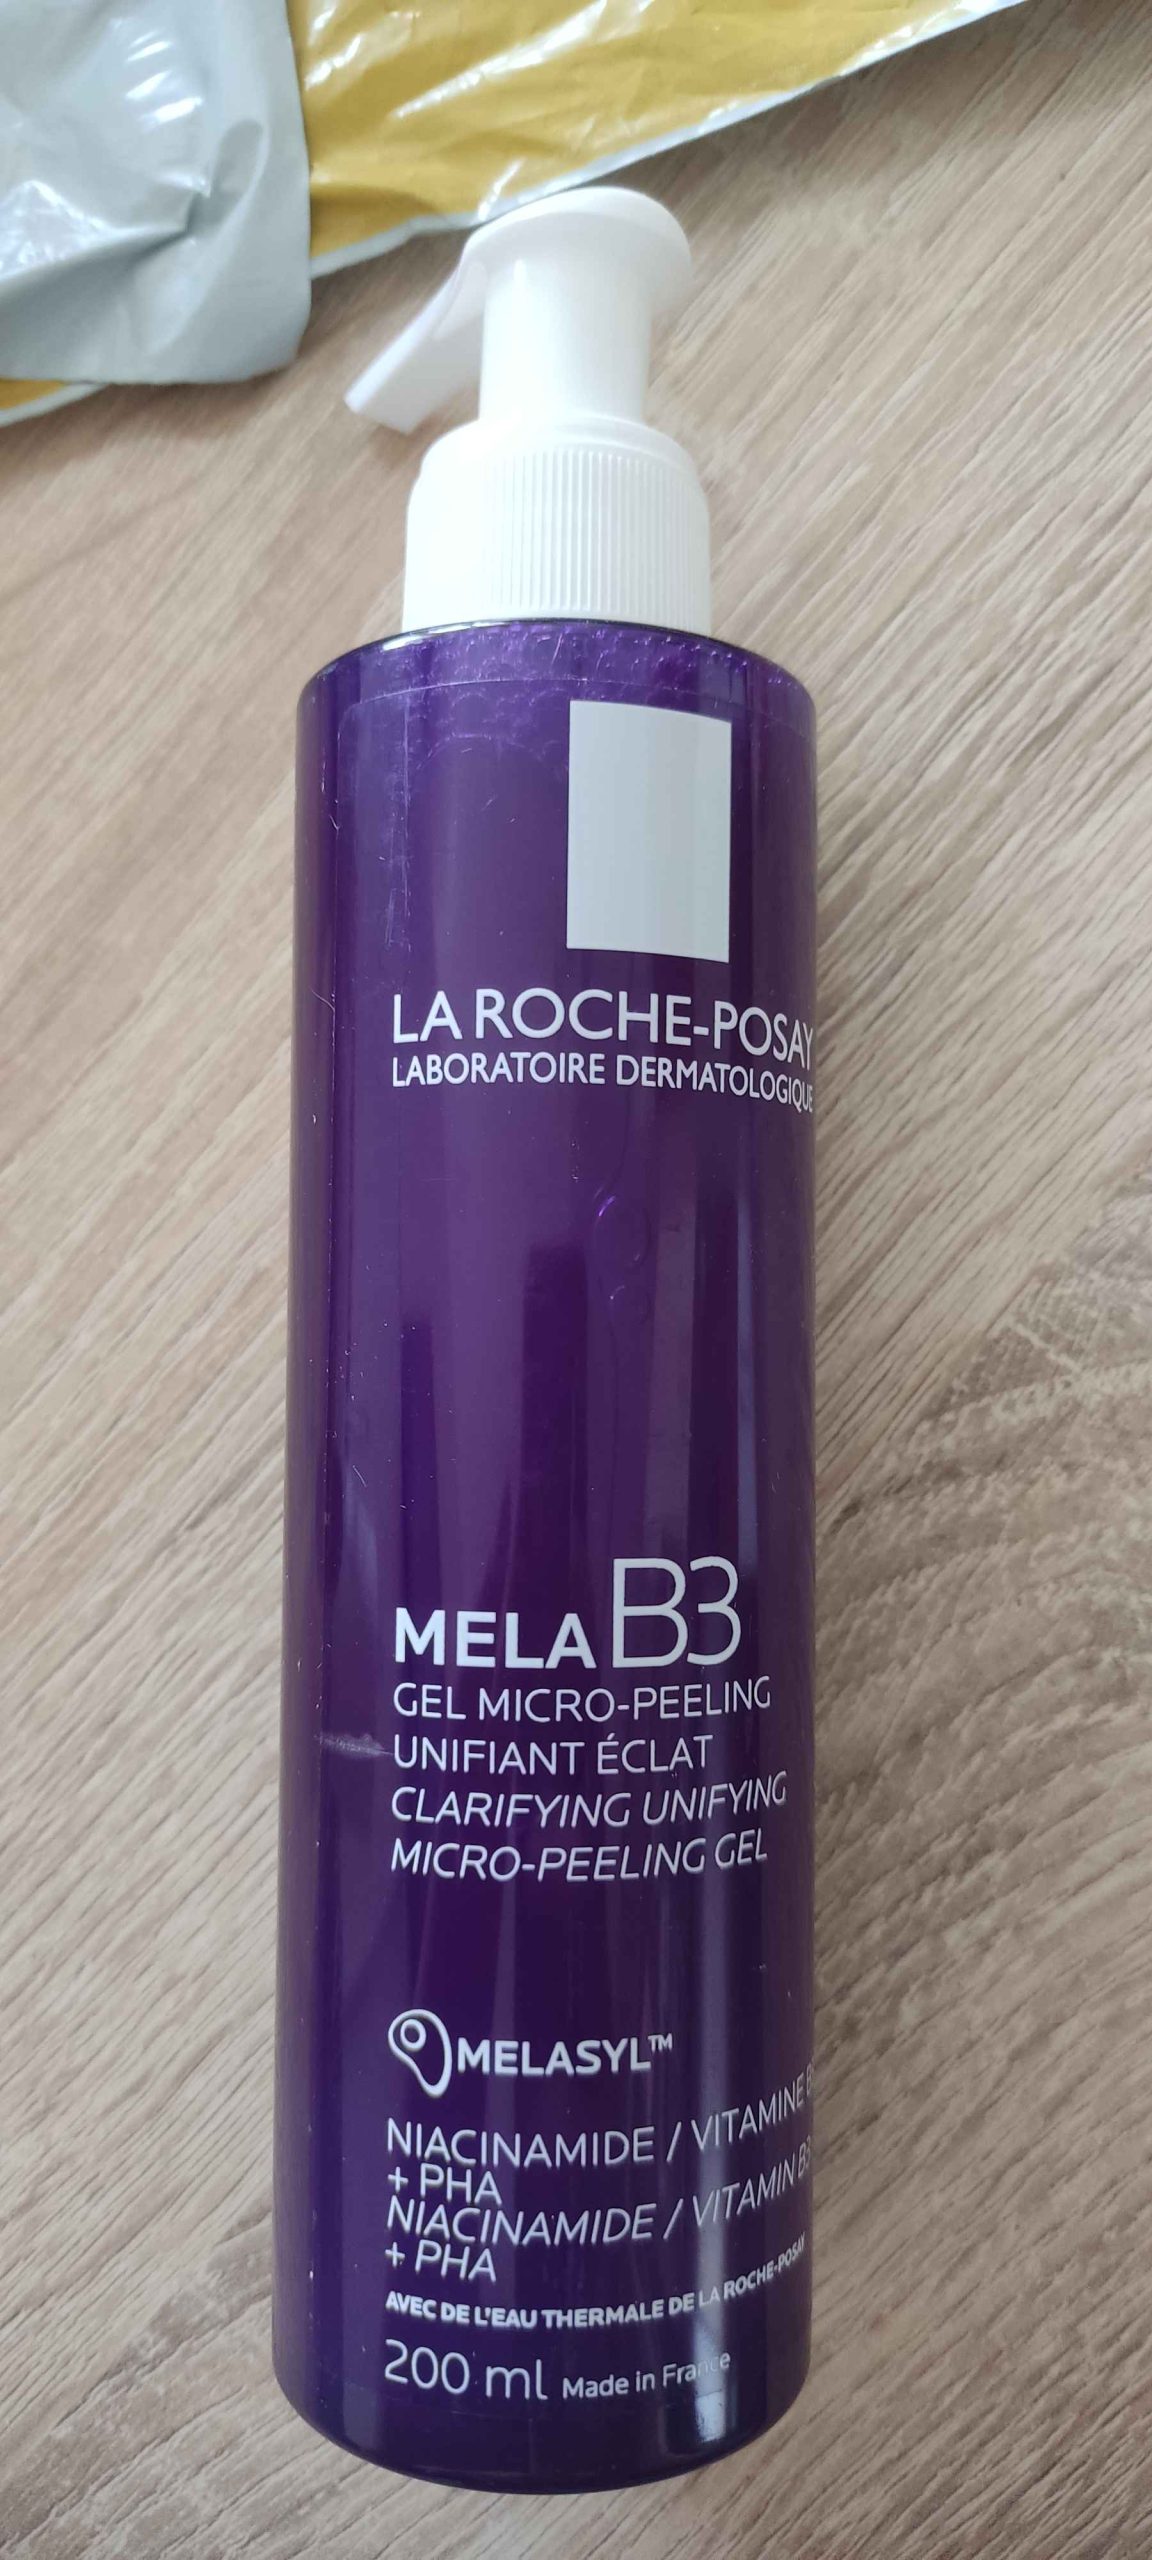 LA ROCHE-POSAY
LABORATOIRE DERMATOLOGIQUE
MELA B3
GEL MICRO-PEELING
UNIFIANT ÉCLAT
CLARIFYING UNIFYING
MICRO-PEELING GEL
MELASYL™
NIACINAMIDE / VITAMINE
+ PHA
NIACINAMIDE / VITAMIN B3
+ PHA
AVEC DE L'EAU THERMALE DE LA ROCHE-POSAY
200 ml Made in France